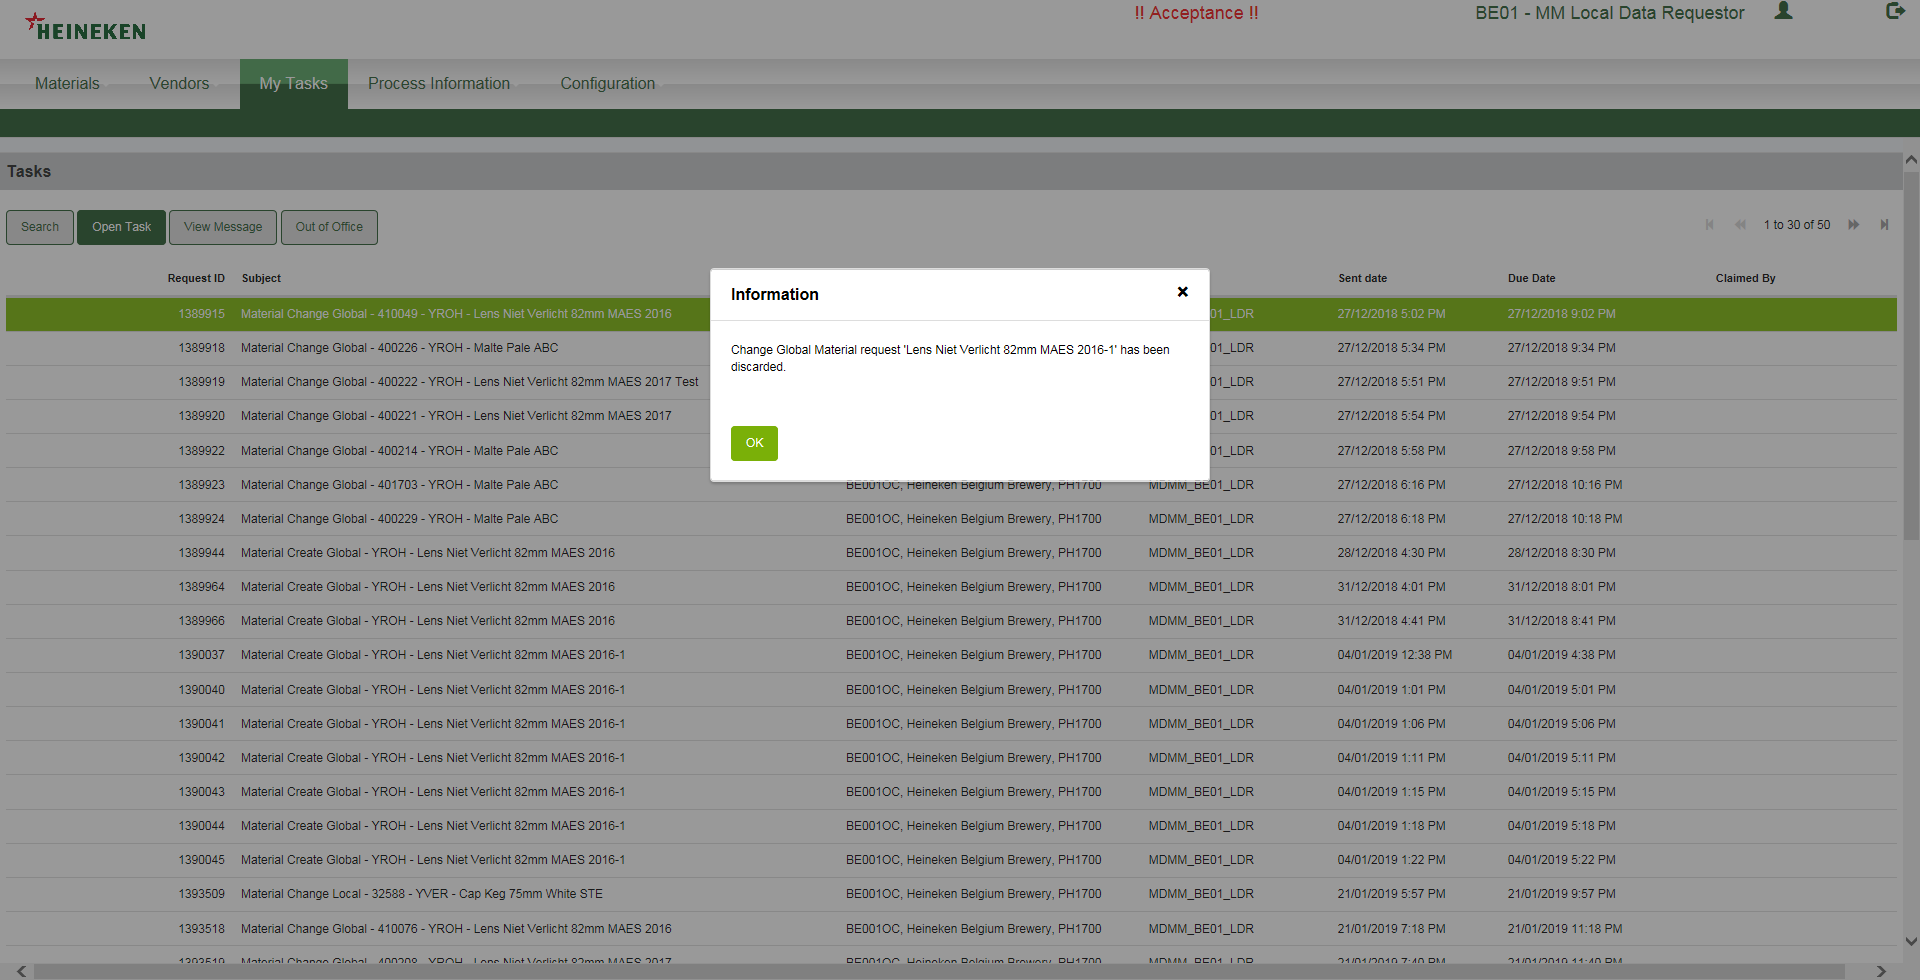 HEINEKEN
!! Acceptance !!
BE01 - MM Local Data Requestor
Materials Vendors My Tasks Process Information Configuration
Tasks
Search Open Task View Message Out of Office
1 to 30 of 50
Request ID Subject Sent date Due Date Claimed By
Information
Change Global Material request 'Lens Niet Verlicht 82mm MAES 2016-1' has been
discarded.
OK
1389915 Material Change Global - 410049 - YROH - Lens Niet Verlicht 82mm MAES 2016 01_LDR 27/12/2018 5:02 PM 27/12/2018 9:02 PM
1389918 Material Change Global - 400226 - YROH - Malte Pale ABC 01_LDR 27/12/2018 5:34 PM 27/12/2018 9:34 PM
1389919 Material Change Global - 400222 - YROH - Lens Niet Verlicht 82mm MAES 2017 Test 01_LDR 27/12/2018 5:51 PM 27/12/2018 9:51 PM
1389920 Material Change Global - 400221 - YROH - Lens Niet Verlicht 82mm MAES 2017 01_LDR 27/12/2018 5:54 PM 27/12/2018 9:54 PM
1389922 Material Change Global - 400214 - YROH - Malte Pale ABC 01_LDR 27/12/2018 5:58 PM 27/12/2018 9:58 PM
1389923 Material Change Global - 401703 - YROH - Malte Pale ABC BE001OC, Heineken Belgium Brewery, PH1700 MDMM_BE01_LDR 27/12/2018 6:16 PM 27/12/2018 10:16 PM
1389924 Material Change Global - 400229 - YROH - Malte Pale ABC BE001OC, Heineken Belgium Brewery, PH1700 MDMM_BE01_LDR 27/12/2018 6:18 PM 27/12/2018 10:18 PM
1389944 Material Create Global - YROH - Lens Niet Verlicht 82mm MAES 2016 BE001OC, Heineken Belgium Brewery, PH1700 MDMM_BE01_LDR 28/12/2018 4:30 PM 28/12/2018 8:30 PM
1389964 Material Create Global - YROH - Lens Niet Verlicht 82mm MAES 2016 BE001OC, Heineken Belgium Brewery, PH1700 MDMM_BE01_LDR 31/12/2018 4:01 PM 31/12/2018 8:01 PM
1389966 Material Create Global - YROH - Lens Niet Verlicht 82mm MAES 2016 BE001OC, Heineken Belgium Brewery, PH1700 MDMM_BE01_LDR 31/12/2018 4:41 PM 31/12/2018 8:41 PM
1390037 Material Create Global - YROH - Lens Niet Verlicht 82mm MAES 2016-1 BE001OC, Heineken Belgium Brewery, PH1700 MDMM_BE01_LDR 04/01/2019 12:38 PM 04/01/2019 4:38 PM
1390040 Material Create Global - YROH - Lens Niet Verlicht 82mm MAES 2016-1 BE001OC, Heineken Belgium Brewery, PH1700 MDMM_BE01_LDR 04/01/2019 1:01 PM 04/01/2019 5:01 PM
1390041 Material Create Global - YROH - Lens Niet Verlicht 82mm MAES 2016-1 BE001OC, Heineken Belgium Brewery, PH1700 MDMM_BE01_LDR 04/01/2019 1:06 PM 04/01/2019 5:06 PM
1390042 Material Create Global - YROH - Lens Niet Verlicht 82mm MAES 2016-1 BE001OC, Heineken Belgium Brewery, PH1700 MDMM_BE01_LDR 04/01/2019 1:11 PM 04/01/2019 5:11 PM
1390043 Material Create Global - YROH - Lens Niet Verlicht 82mm MAES 2016-1 BE001OC, Heineken Belgium Brewery, PH1700 MDMM_BE01_LDR 04/01/2019 1:15 PM 04/01/2019 5:15 PM
1390044 Material Create Global - YROH - Lens Niet Verlicht 82mm MAES 2016-1 BE001OC, Heineken Belgium Brewery, PH1700 MDMM_BE01_LDR 04/01/2019 1:18 PM 04/01/2019 5:18 PM
1390045 Material Create Global - YROH - Lens Niet Verlicht 82mm MAES 2016-1 BE001OC, Heineken Belgium Brewery, PH1700 MDMM_BE01_LDR 04/01/2019 1:22 PM 04/01/2019 5:22 PM
1393509 Material Change Local - 32588 - YVER - Cap Keg 75mm White STE BE001OC, Heineken Belgium Brewery, PH1700 MDMM_BE01_LDR 21/01/2019 5:57 PM 21/01/2019 9:57 PM
1393518 Material Change Global - 410076 - YROH - Lens Niet Verlicht 82mm MAES 2016 BE001OC, Heineken Belgium Brewery, PH1700 MDMM_BE01_LDR 21/01/2019 7:18 PM 21/01/2019 11:18 PM
1393519 Material Change Global - 400208 - YROH - Lens Niet Verlicht 82mm MAES 2017 BE001OC, Heineken Belgium Brewery, PH1700 MDMM_BE01_LDR 21/01/2019 7:40 PM 21/01/2019 11:40 PM